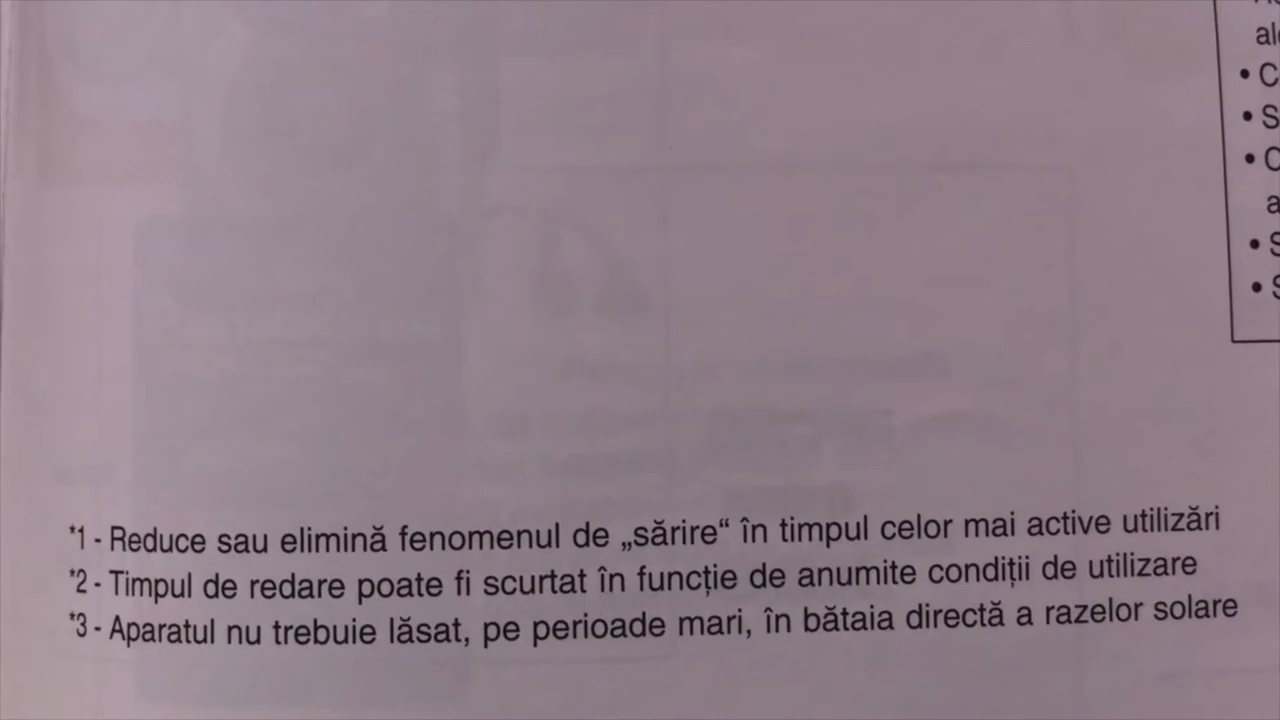 *1 - Reduce sau elimină fenomenul de „sărire“ în timpul celor mai active utilizări
*2 - Timpul de redare poate fi scurtat în funcție de anumite condiții de utilizare
*3 - Aparatul nu trebuie lăsat, pe perioade mari, în bătaia directă a razelor solare